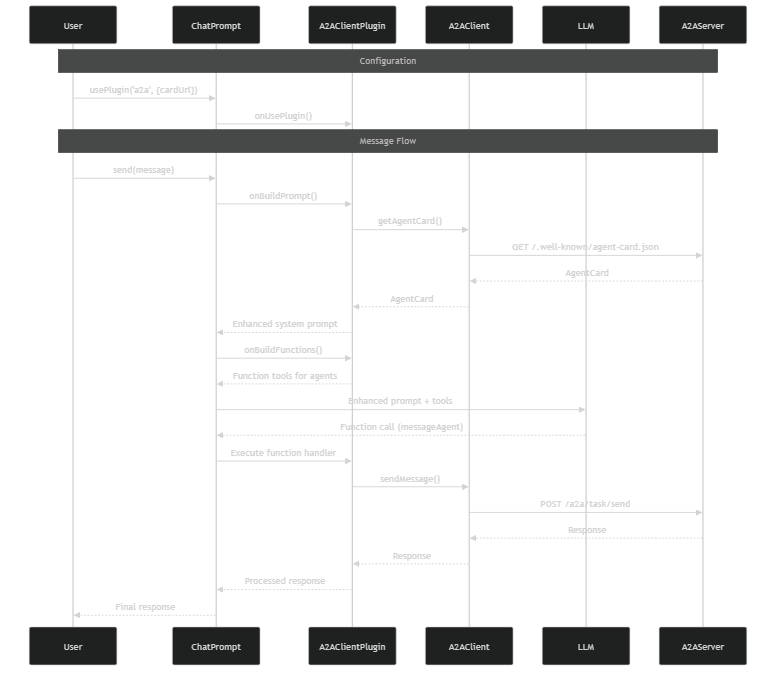 User
ChatPrompt
A2AClientPlugin
A2AClient
LLM
A2AServer
Configuration
usePlugin('a2a', {cardUrl})
onUsePlugin()
Message Flow
send(message)
onBuildPrompt()
getAgentCard()
GET /.well-known/agent-card.json
AgentCard
AgentCard
Enhanced system prompt
onBuildFunctions()
Function tools for agents
Enhanced prompt + tools
Function call (messageAgent)
Execute function handler
sendMessage()
POST /a2a/task/send
Response
Response
Processed response
Final response
User
ChatPrompt
A2AClientPlugin
A2AClient
LLM
A2AServer